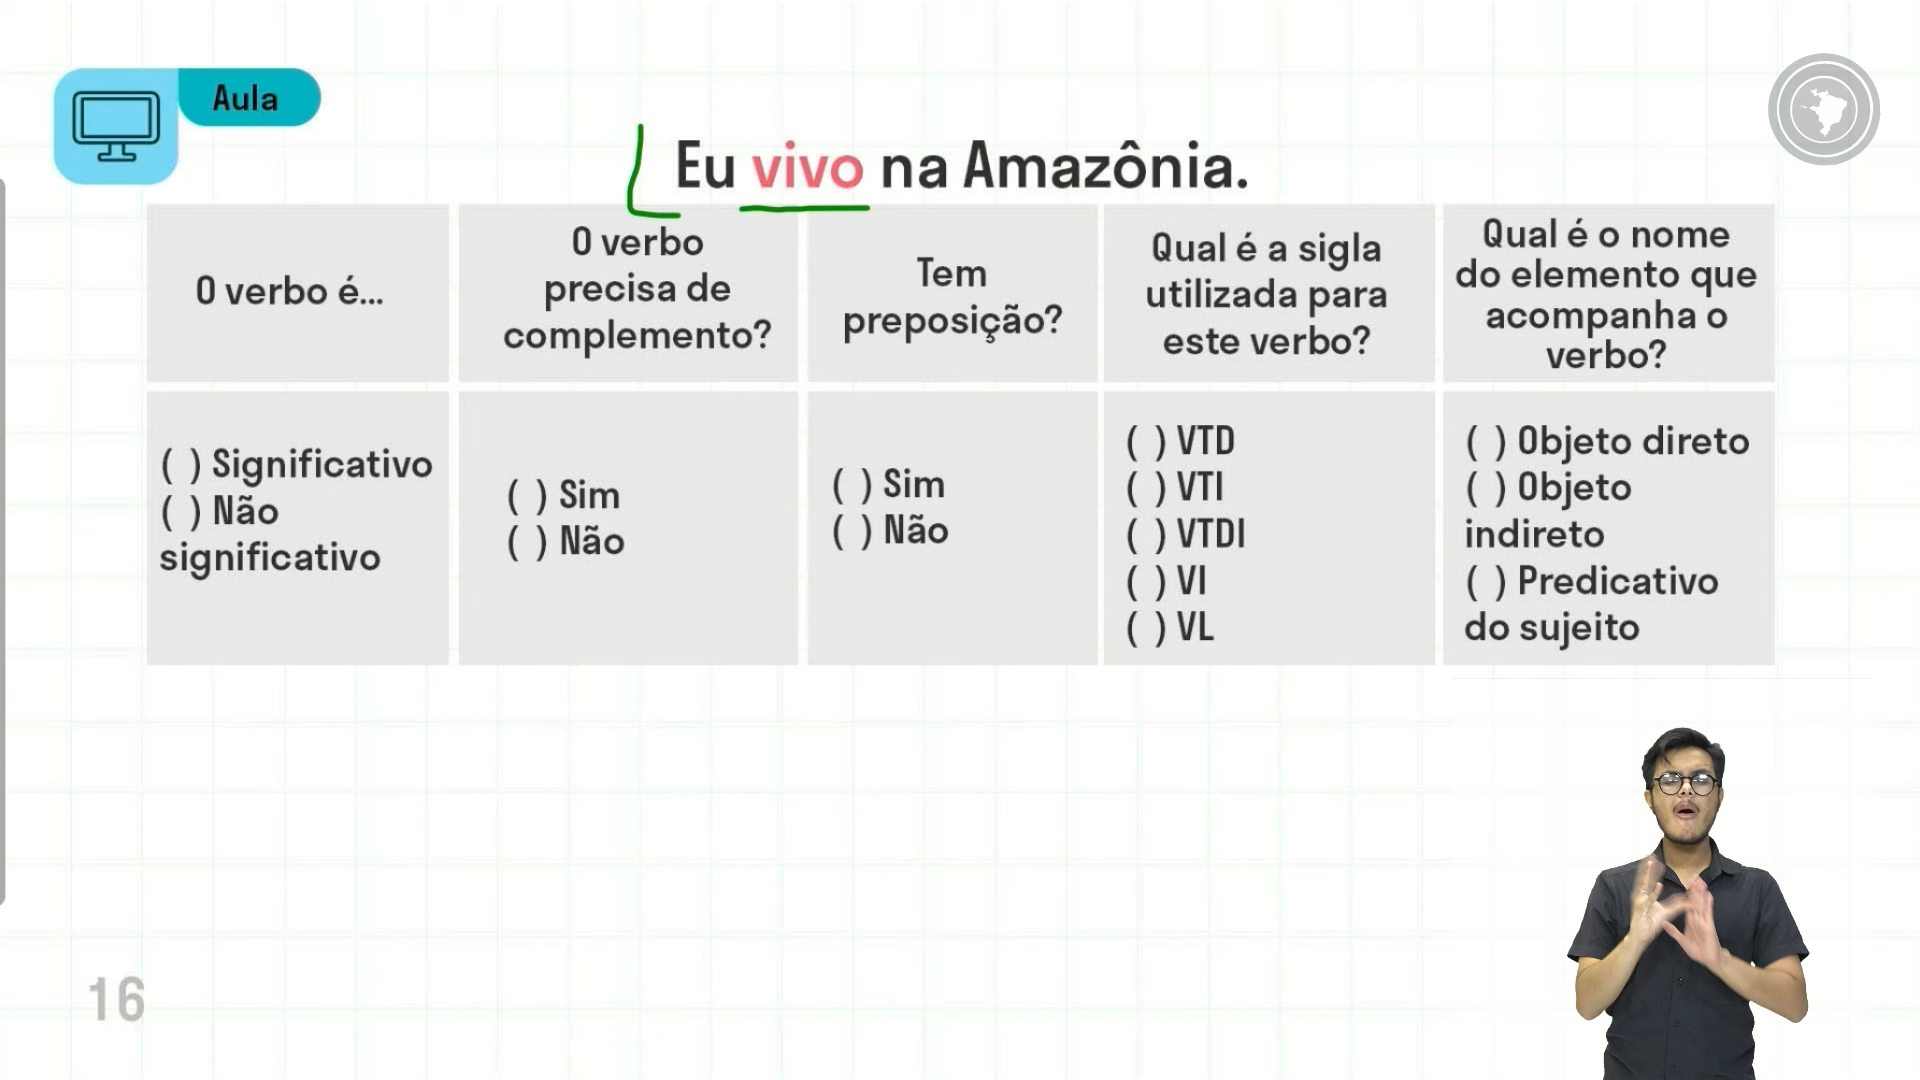 Aula
Eu vivo na Amazônia.
O verbo é...
O verbo
precisa de
complemento?
Tem
preposição?
Qual é a sigla
utilizada para
este verbo?
Qual é o nome
do elemento que
acompanha o
verbo?
( ) Significativo
( ) Não
significativo
( ) Sim
( ) Não
( ) Sim
( ) Não
( ) VTD
( ) VTI
( ) VTDI
( ) VI
( ) VL
( ) Objeto direto
( ) Objeto
indireto
( ) Predicativo
do sujeito
16